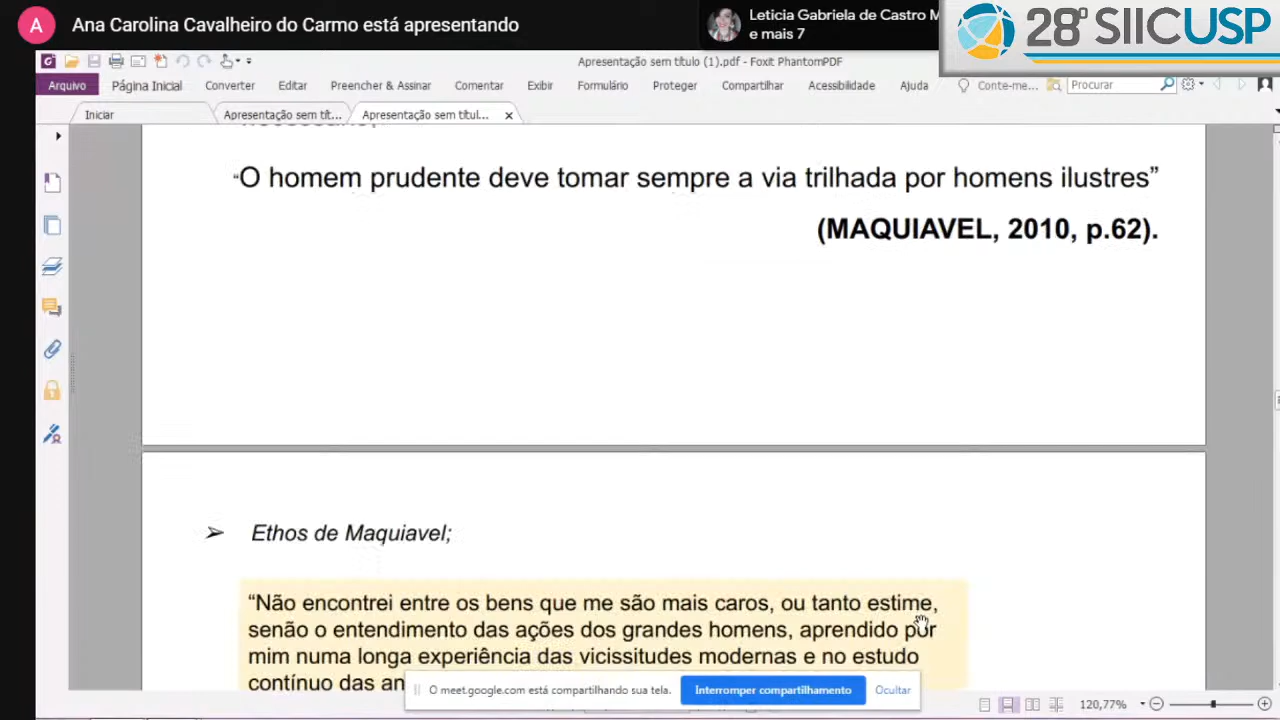 Ana Carolina Cavalheiro do Carmo está apresentando
A
Leticia Gabriela de Castro M
e mais 7
28º SIICUSP
Apresentação sem título (1).pdf - Foxit PhantomPDF
Arquivo Página Inicial Converter Editar Preencher & Assinar Comentar Exibir Formulário Proteger Compartilhar Acessibilidade Ajuda Conte-me... Procurar
Iniciar Apresentação sem tít... Apresentação sem títul...
“O homem prudente deve tomar sempre a via trilhada por homens ilustres”
(MAQUIAVEL, 2010, p.62).
➢ Ethos de Maquiavel;
“Não encontrei entre os bens que me são mais caros, ou tanto estime,
senão o entendimento das ações dos grandes homens, aprendido por
mim numa longa experiência das vicissitudes modernas e no estudo
contínuo das an
O meet.google.com está compartilhando sua tela. Interromper compartilhamento Ocultar
120,77%